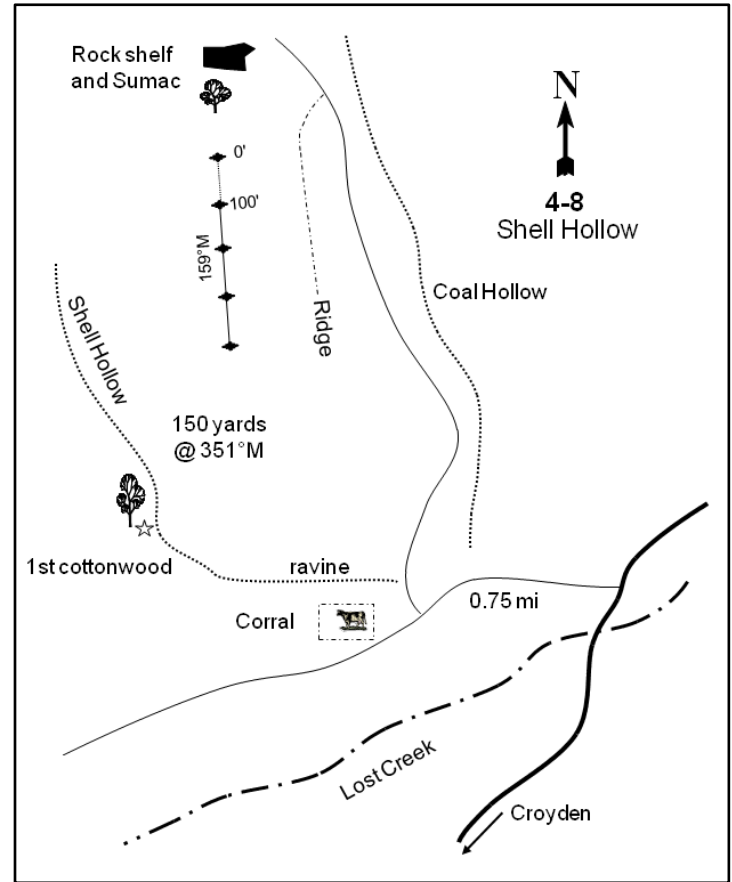 Rock shelf
and Sumac
N
4-8
Shell Hollow
0'
100'
159°M
Coal Hollow
Ridge
Shell Hollow
150 yards
@ 351°M
1st cottonwood
ravine
0.75 mi
Corral
Lost Creek
Croyden